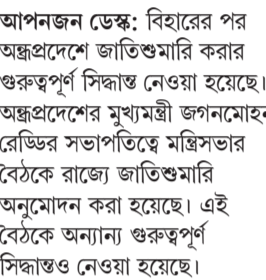 আপনজন ডেস্ক: বিহারের পর
অন্ধ্রপ্রদেশে জাতিশুমারি করার
গুরুত্বপূর্ণ সিদ্ধান্ত নেওয়া হয়েছে।
অন্ধ্রপ্রদেশের মুখ্যমন্ত্রী জগনমোহন
রেড্ডির সভাপতিত্বে মন্ত্রিসভার
বৈঠকে রাজ্যে জাতিশুমারি
অনুমোদন করা হয়েছে। এই
বৈঠকে অন্যান্য গুরুত্বপূর্ণ
সিদ্ধান্তও নেওয়া হয়েছে।